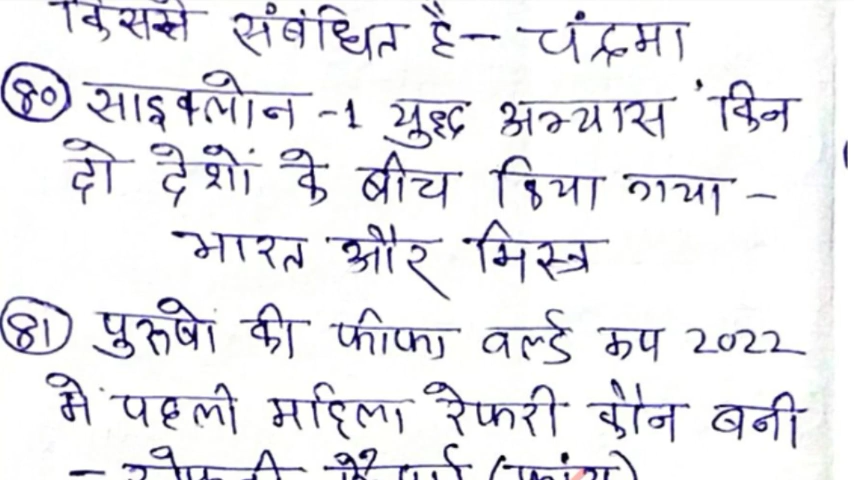 किससे संबंधित है - चंद्रमा
80 साइक्लोन -1 युद्ध अभ्यास किन
दो देशों के बीच किया गया -
भारत और मिस्त्र
81 पुरुषो की फीफा वर्ल्ड कप 2022
में पहली महिला रेफरी कौन बनी